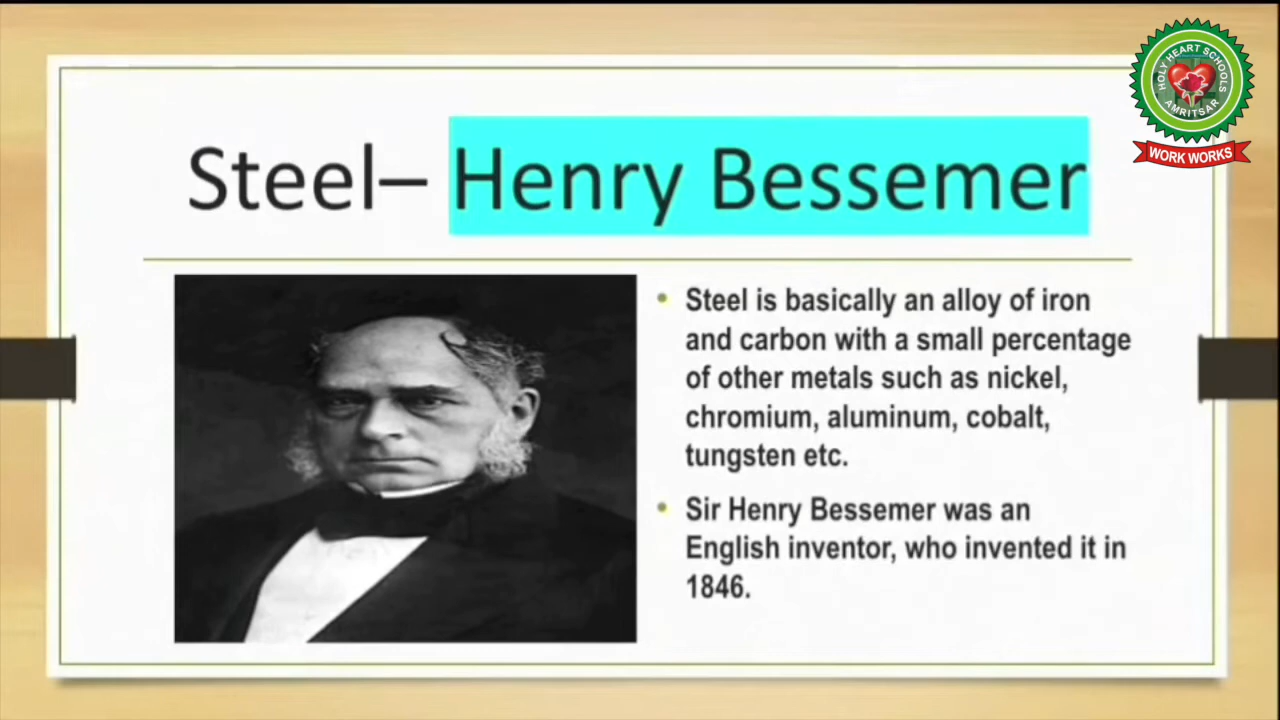 HOLY HEART SCHOOLS
AMRITSAR
WORK WORKS
Steel– Henry Bessemer
• Steel is basically an alloy of iron
and carbon with a small percentage
of other metals such as nickel,
chromium, aluminum, cobalt,
tungsten etc.
• Sir Henry Bessemer was an
English inventor, who invented it in
1846.